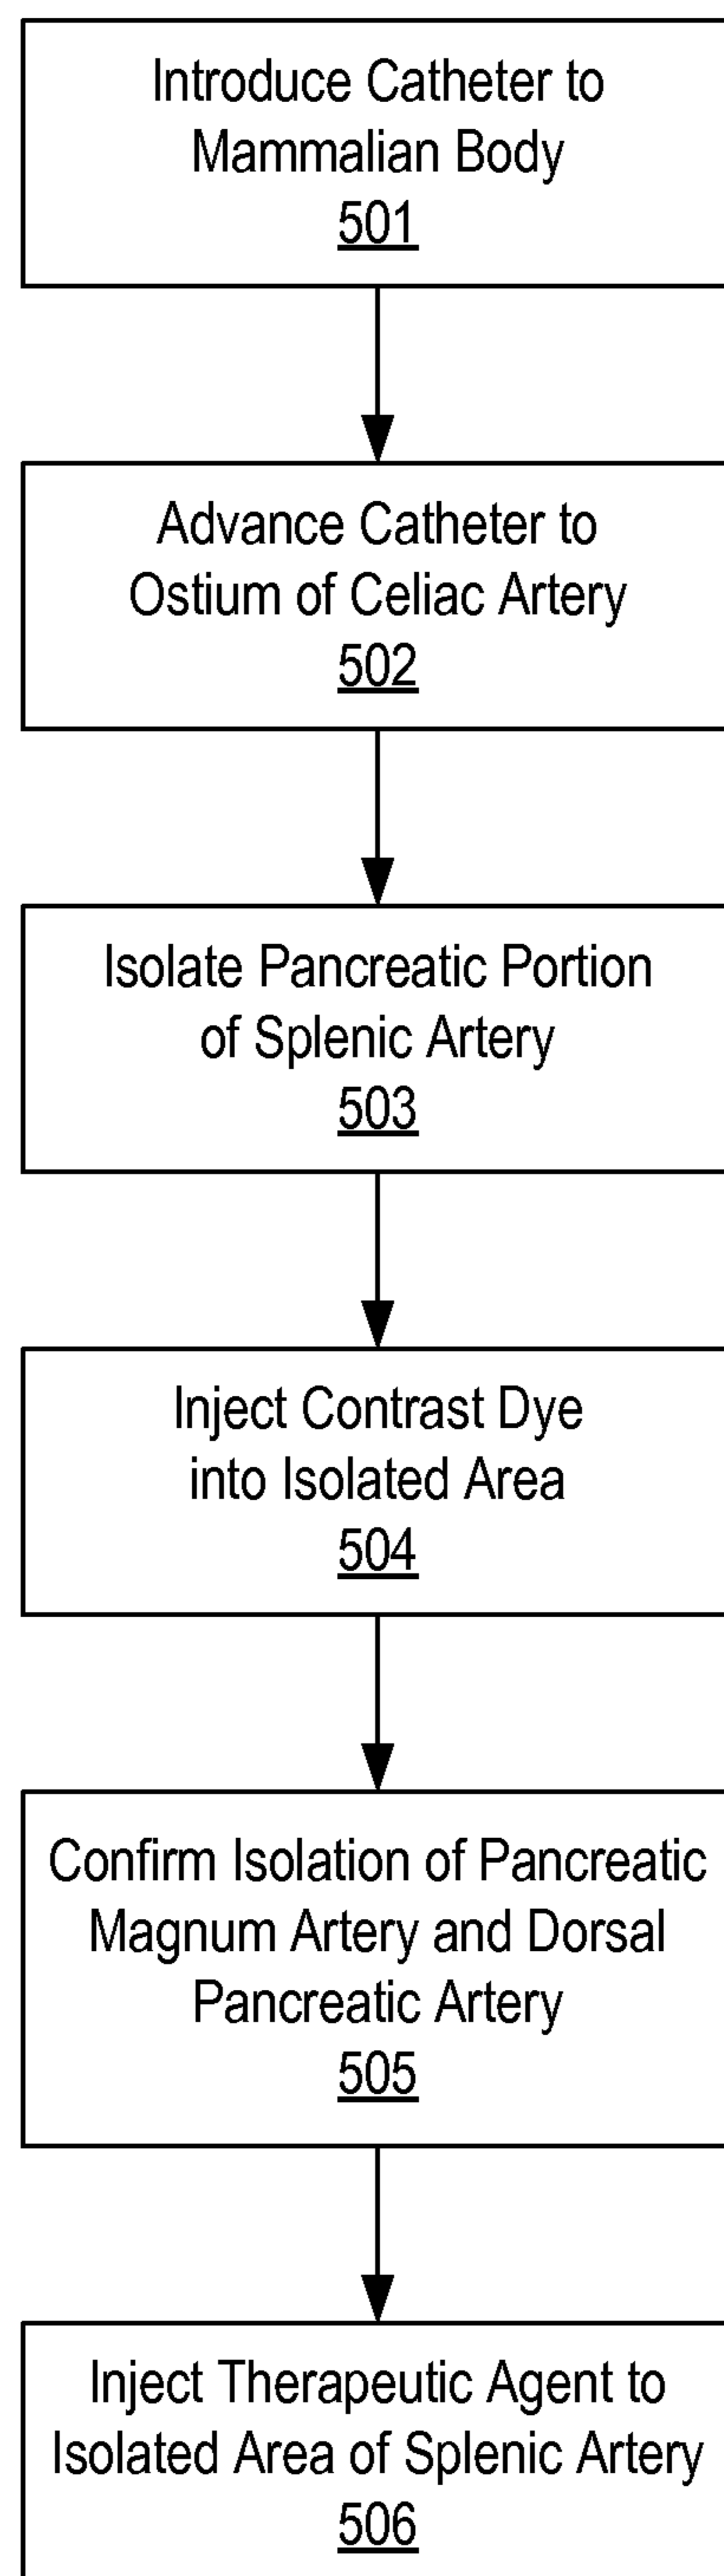 Introduce Catheter to
Mammalian Body
501
Advance Catheter to
Ostium of Celiac Artery
502
Isolate Pancreatic Portion
of Splenic Artery
503
Inject Contrast Dye
into Isolated Area
504
Confirm Isolation of Pancreatic
Magnum Artery and Dorsal
Pancreatic Artery
505
Inject Therapeutic Agent to
Isolated Area of Splenic Artery
506